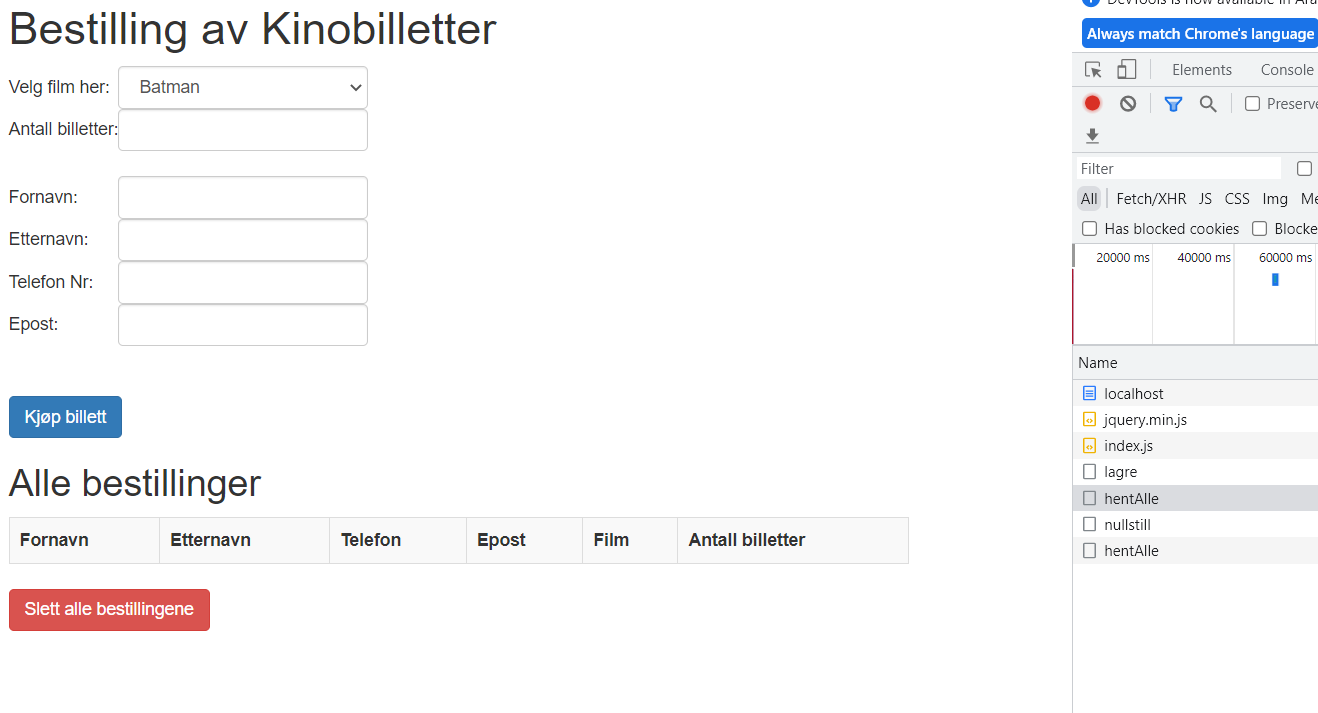 Bestilling av Kinobilletter
Velg film her: Batman
Antall billetter:
Fornavn:
Etternavn:
Telefon Nr:
Epost:
Kjøp billett
Alle bestillinger
Fornavn Etternavn Telefon Epost Film Antall billetter
Slett alle bestillingene
DevTools is now available in Ara
Always match Chrome's language
Elements Console
Preserve
Filter
All Fetch/XHR JS CSS Img Me
Has blocked cookies Blocke
20000 ms 40000 ms 60000 ms
Name
localhost
jquery.min.js
index.js
lagre
hentAlle
nullstill
hentAlle